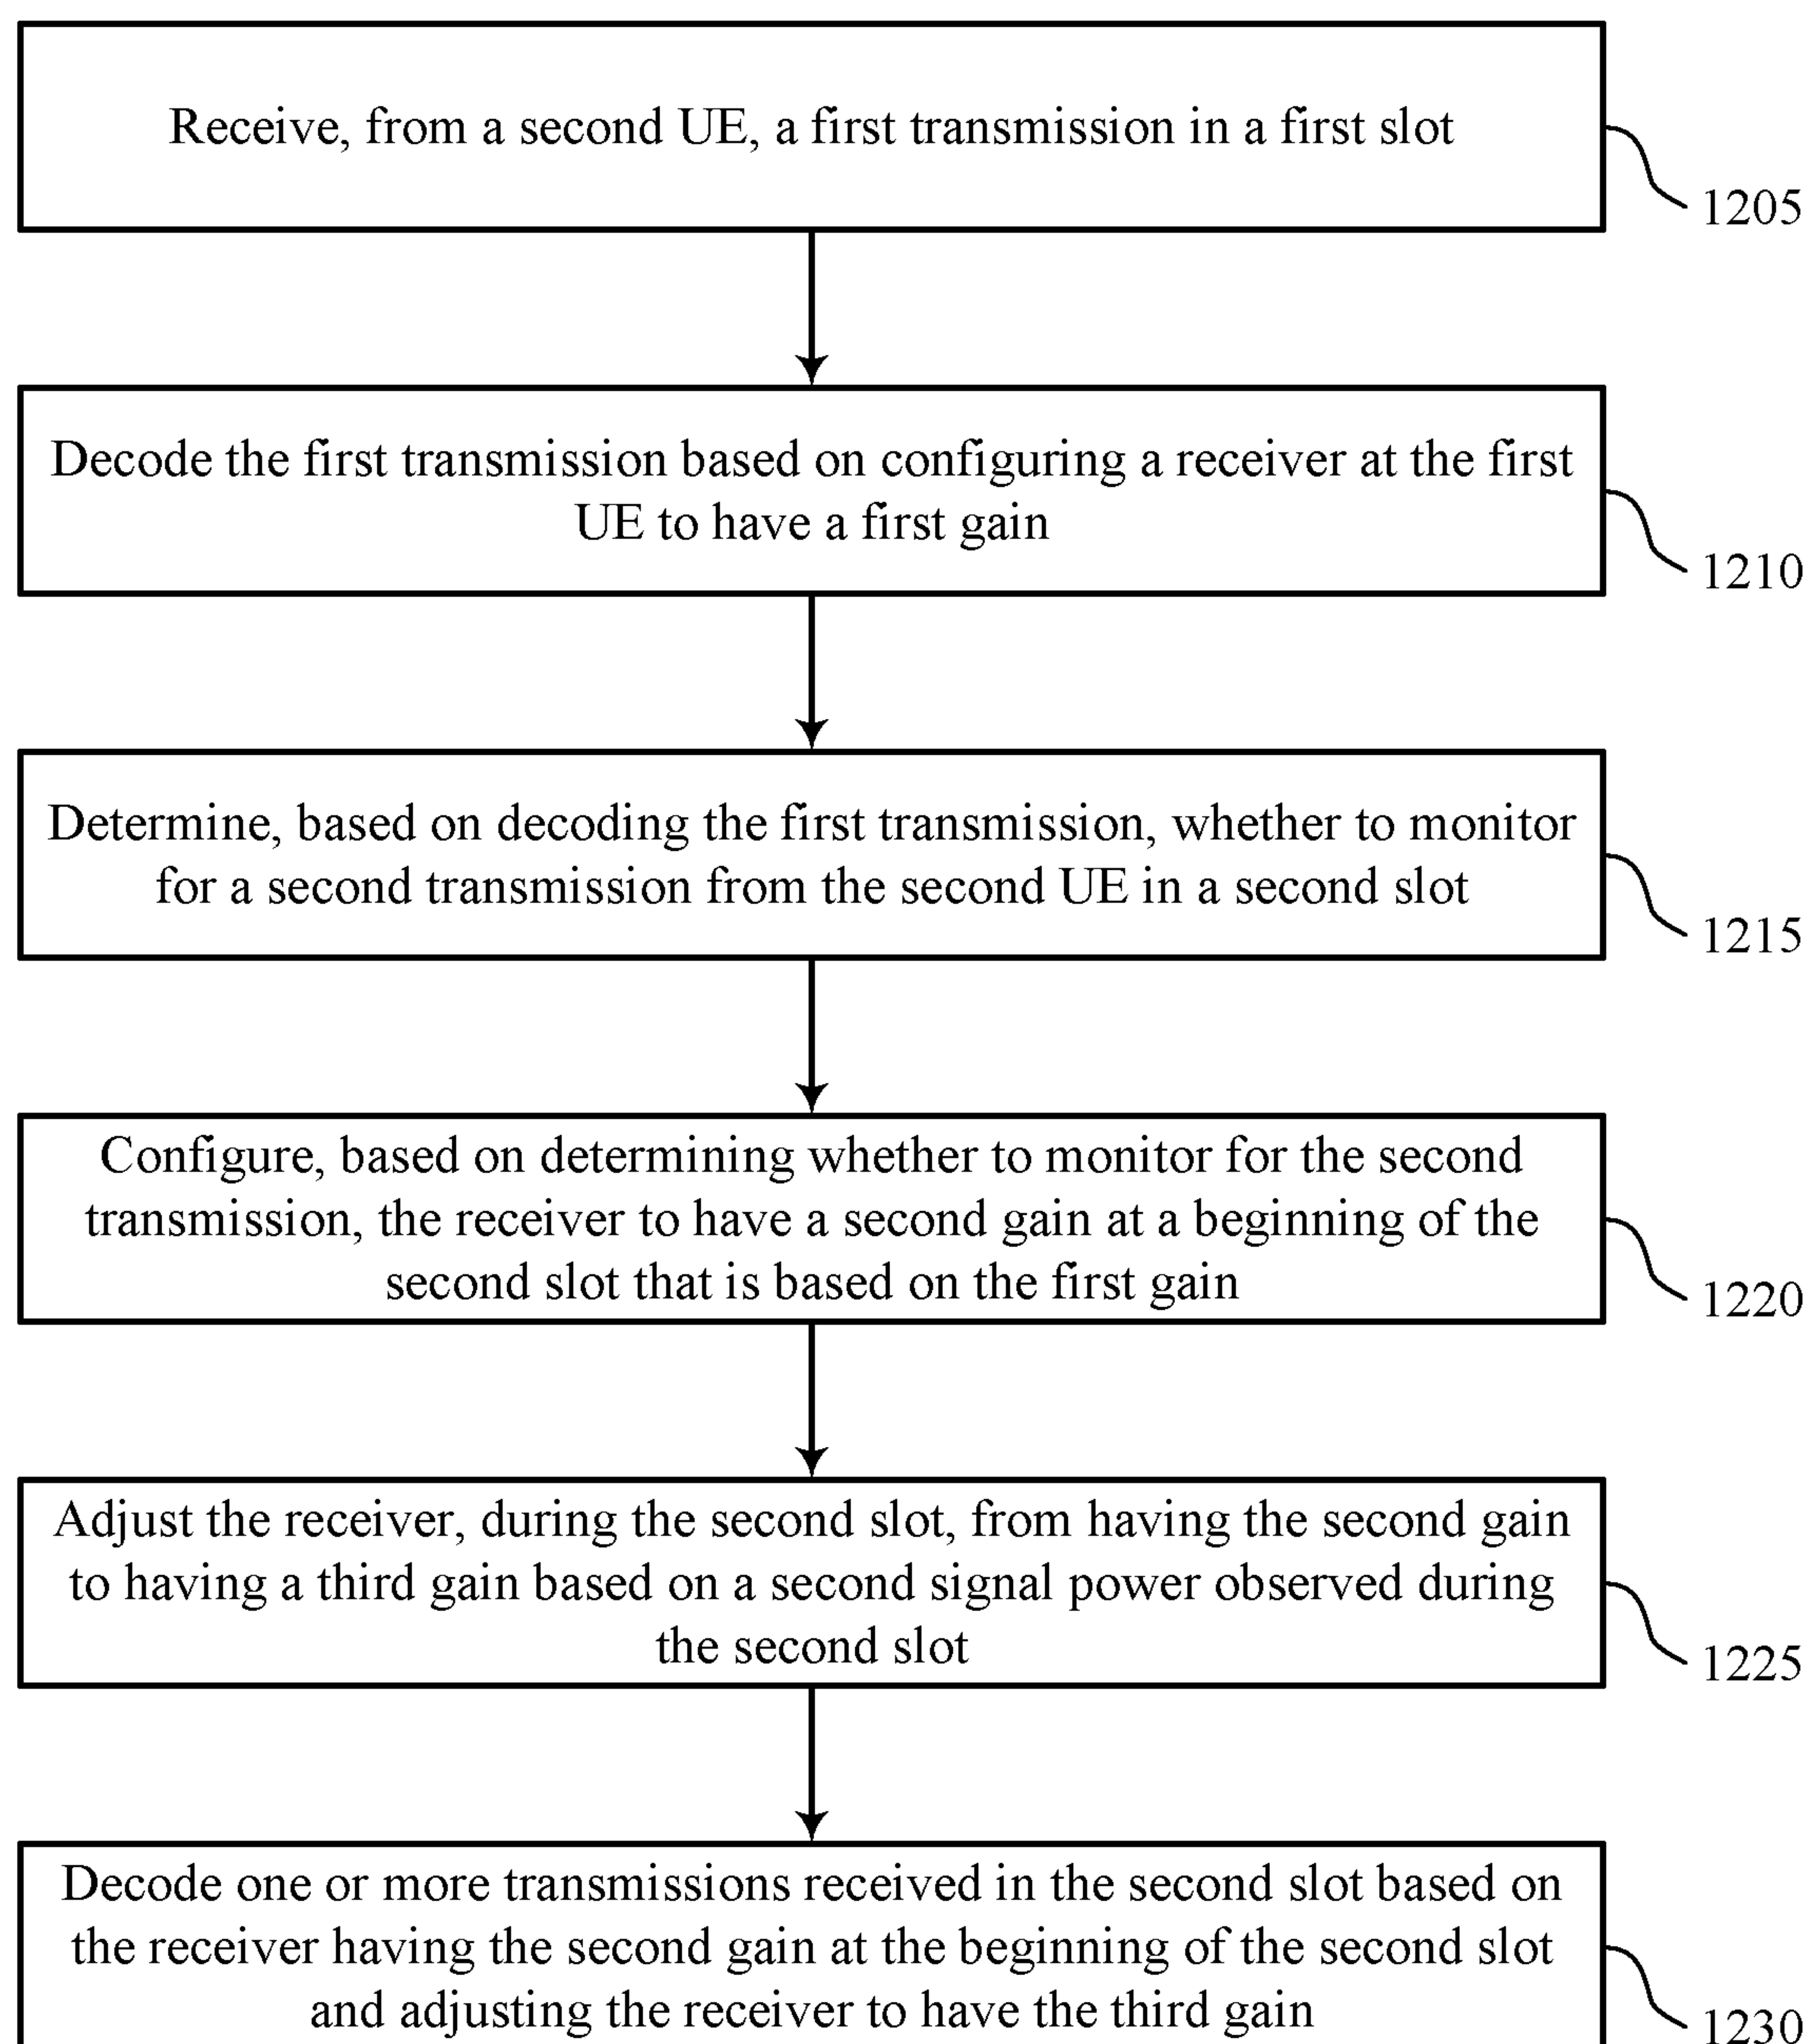 Receive, from a second UE, a first transmission in a first slot
1205
Decode the first transmission based on configuring a receiver at the first
UE to have a first gain
1210
Determine, based on decoding the first transmission, whether to monitor
for a second transmission from the second UE in a second slot
1215
Configure, based on determining whether to monitor for the second
transmission, the receiver to have a second gain at a beginning of the
second slot that is based on the first gain
1220
Adjust the receiver, during the second slot, from having the second gain
to having a third gain based on a second signal power observed during
the second slot
1225
Decode one or more transmissions received in the second slot based on
the receiver having the second gain at the beginning of the second slot
and adjusting the receiver to have the third gain
1230